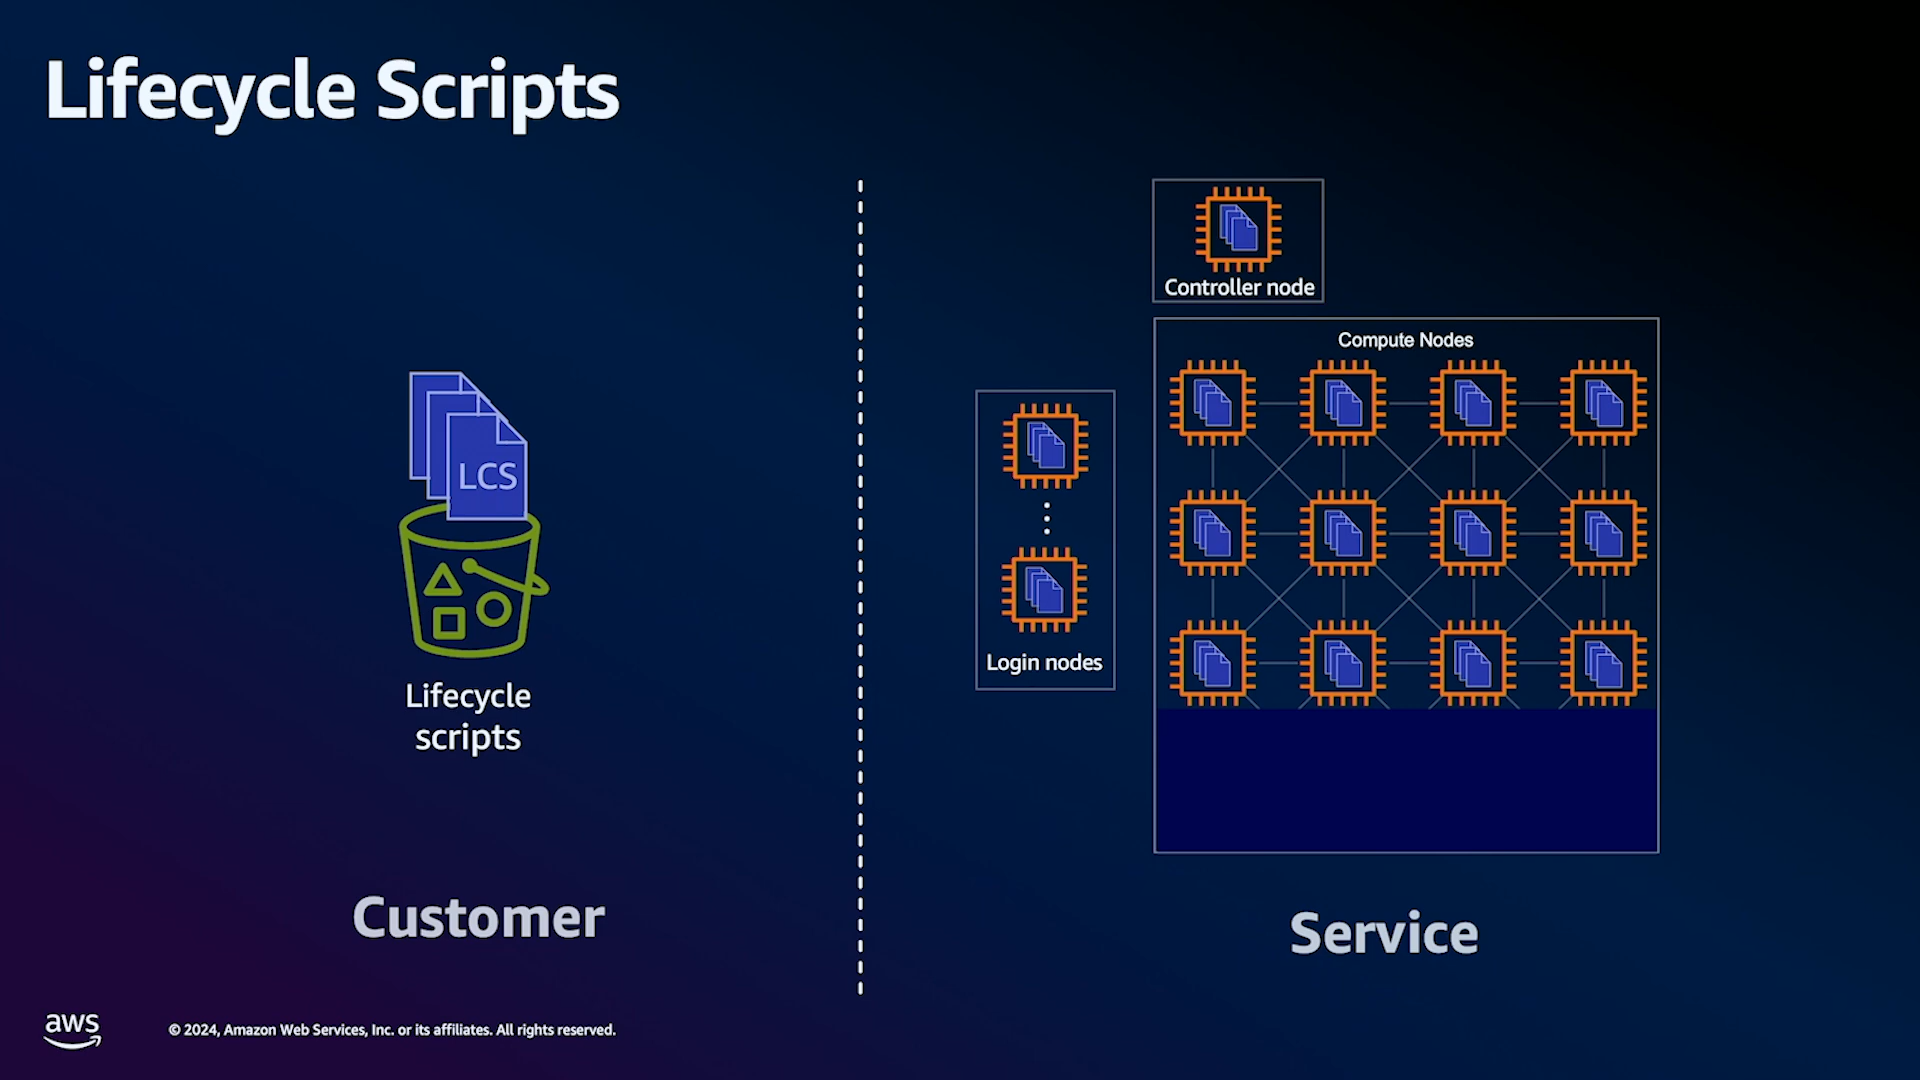 Lifecycle Scripts
LCS
Lifecycle
scripts
Customer
Controller node
Compute Nodes
Login nodes
Service
aws
© 2024, Amazon Web Services, Inc. or its affiliates. All rights reserved.